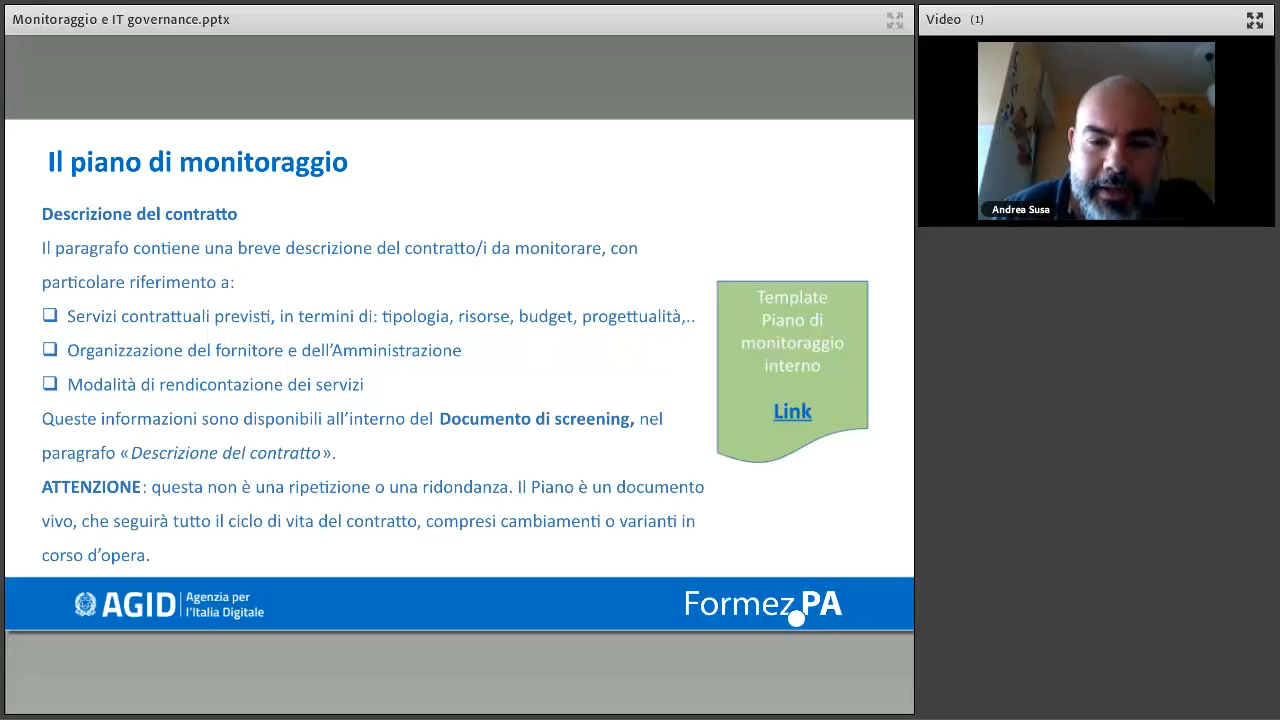 Monitoraggio e IT governance.pptx
Video (1)
Andrea Susa
Il piano di monitoraggio
Descrizione del contratto
Il paragrafo contiene una breve descrizione del contratto/i da monitorare, con
particolare riferimento a:
❑ Servizi contrattuali previsti, in termini di: tipologia, risorse, budget, progettualità,..
❑ Organizzazione del fornitore e dell’Amministrazione
❑ Modalità di rendicontazione dei servizi
Queste informazioni sono disponibili all’interno del Documento di screening, nel
paragrafo «Descrizione del contratto».
ATTENZIONE: questa non è una ripetizione o una ridondanza. Il Piano è un documento
vivo, che seguirà tutto il ciclo di vita del contratto, compresi cambiamenti o varianti in
corso d’opera.
Template
Piano di
monitoraggio
interno
Link
AGID
Agenzia per
l’Italia Digitale
Formez.PA